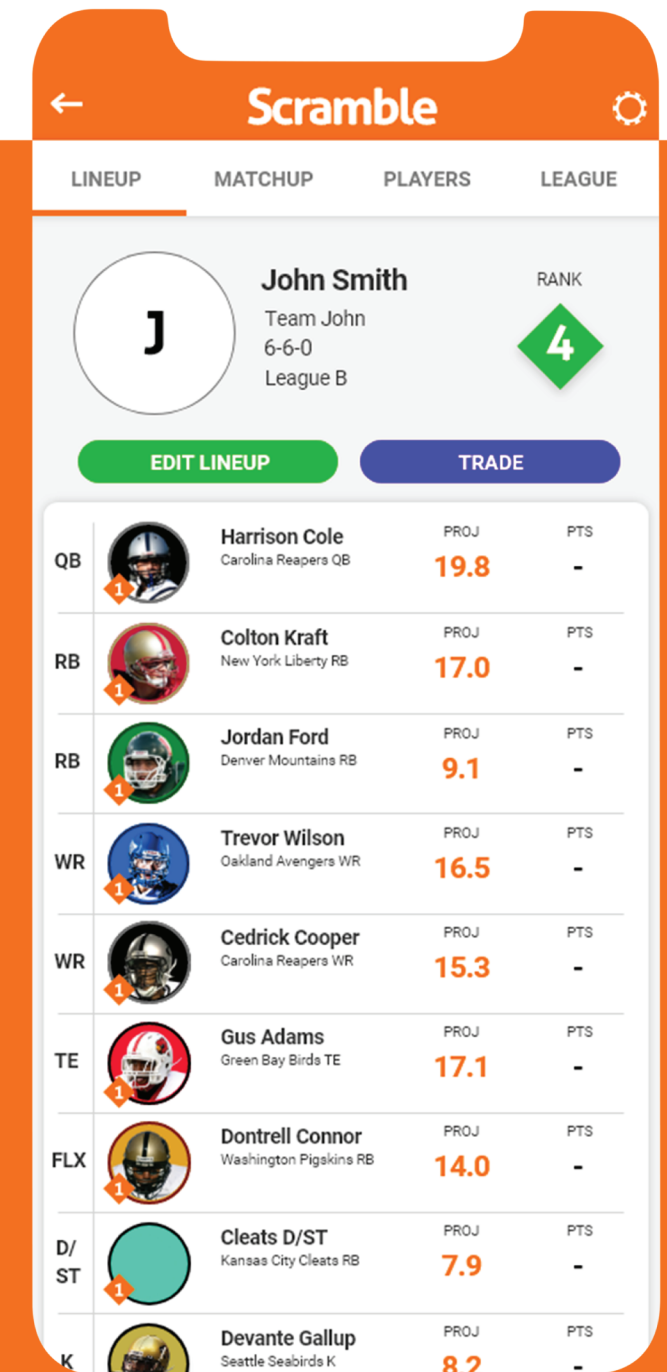 Scramble
LINEUP MATCHUP PLAYERS LEAGUE
J
John Smith
Team John
6-6-0
League B
RANK
4
EDIT LINEUP TRADE
QB
1
Harrison Cole
Carolina Reapers QB
PROJ
19.8
PTS
-
RB
1
Colton Kraft
New York Liberty RB
PROJ
17.0
PTS
-
RB
1
Jordan Ford
Denver Mountains RB
PROJ
9.1
PTS
-
WR
1
Trevor Wilson
Oakland Avengers WR
PROJ
16.5
PTS
-
WR
1
Cedrick Cooper
Carolina Reapers WR
PROJ
15.3
PTS
-
TE
1
Gus Adams
Green Bay Birds TE
PROJ
17.1
PTS
-
FLX
1
Dontrell Connor
Washington Pigskins RB
PROJ
14.0
PTS
-
D/
ST
1
Cleats D/ST
Kansas City Cleats RB
PROJ
7.9
PTS
-
K
Devante Gallup
Seattle Seabirds K
PROJ
8.2
PTS
-